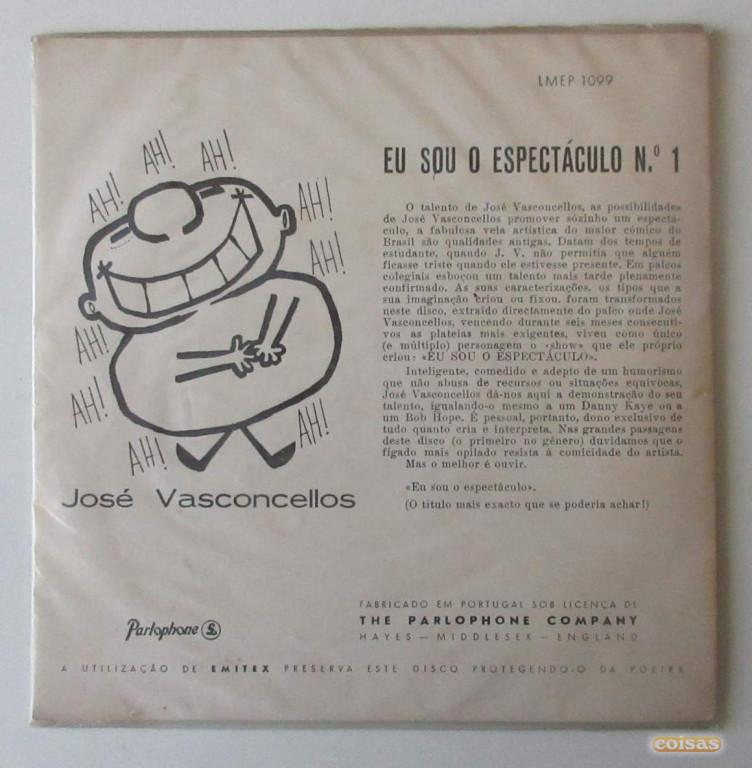 LMEP 1099
EU SOU O ESPECTÁCULO N.º 1
AH!
AH!
AH!
AH!
AH!
AH!
AH!
AH!
AH!
O talento de José Vasconcellos, as possibilidades
de José Vasconcellos promover sòzinho um espectá-
culo, a fabulosa veia artística do maior cómico do
Brasil são qualidades antigas. Datam dos tempos de
estudante, quando J. V. não permitia que alguém
ficasse triste quando ele estivesse presente. Em palcos
colegiais esboçou um talento mais tarde plenamente
confirmado. As suas caracterizações, os tipos que a
sua imaginação criou ou fixou, foram transformados
neste disco, extraído directamente do palco onde José
Vasconcellos, vencendo durante seis meses consecuti-
vos as plateias mais exigentes, viveu como único
(e múltiplo) personagem o «show» que ele próprio
criou: «EU SOU O ESPECTÁCULO».
Inteligente, comedido e adepto de um humorismo
que não abusa de recursos ou situações equívocas,
José Vasconcellos dá-nos aqui a demonstração do seu
talento, igualando-o mesmo a um Danny Kaye ou a
um Bob Hope. É pessoal, portanto, dono exclusivo de
tudo quanto cria e interpreta. Nas grandes passagens
deste disco (o primeiro no género) duvidamos que o
fígado mais opilado resista à comicidade do artista.
Mas o melhor é ouvir.
«Eu sou o espectáculo».
(O título mais exacto que se poderia achar!)
José Vasconcellos
Parlophone
FABRICADO EM PORTUGAL SOB LICENÇA DE
THE PARLOPHONE COMPANY
HAYES — MIDDLESEX — ENGLAND
A UTILIZAÇÃO DE EMITEX PRESERVA ESTE DISCO PROTEGENDO-O DA POEIRA
coisas